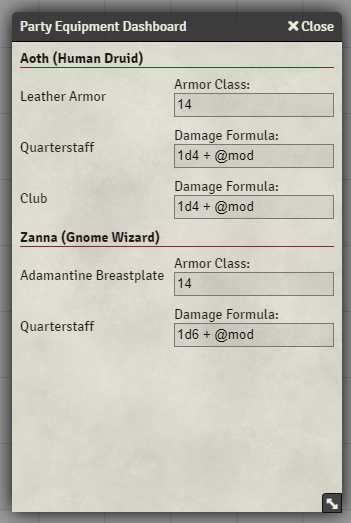 Party Equipment Dashboard
Close
Aoth (Human Druid)
Armor Class:
Leather Armor
14
Damage Formula:
Quarterstaff
1d4 + @mod
Damage Formula:
Club
1d4 + @mod
Zanna (Gnome Wizard)
Armor Class:
Adamantine Breastplate
14
Damage Formula:
Quarterstaff
1d6 + @mod